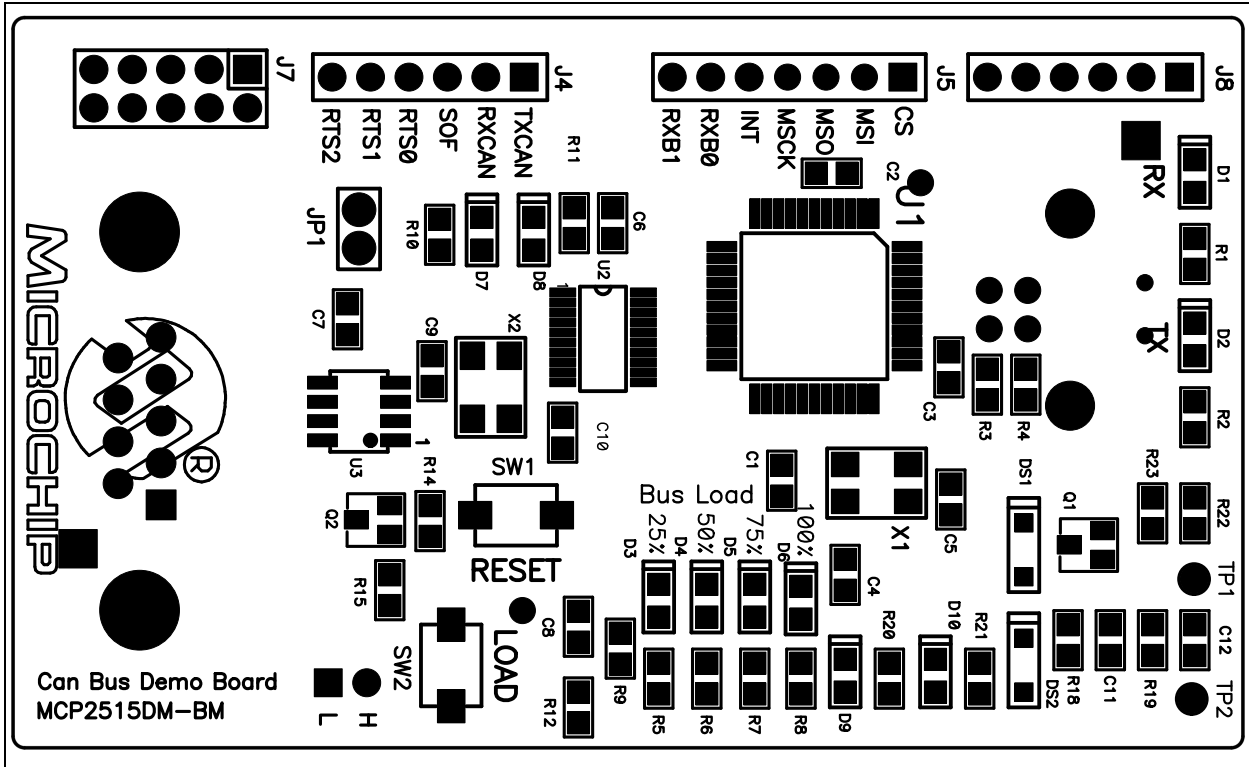 J7
J4
J5
J8
RTS2
RTS1
RTS0
SOF
RXCAN
TXCAN
RXB1
RXB0
INT
MSCK
MSO
MSI
CS
R11
C2
U1
RX
D1
JP1
R10
D7
D8
1
C6
U2
R1
C7
C9
X2
TX
D2
MICROCHIP
®
U3
1
C10
C3
R3
R4
R2
R14
SW1
Q2
RESET
Bus Load
25%
50%
75%
100%
C1
X1
C5
DS1
Q1
R23
R22
D3
D4
D5
D6
R15
C4
TP1
SW2
LOAD
C8
R9
R12
R5
R6
R7
R8
D9
R20
D10
R21
DS2
R18
C11
R19
C12
TP2
Can Bus Demo Board
MCP2515DM-BM
L
H